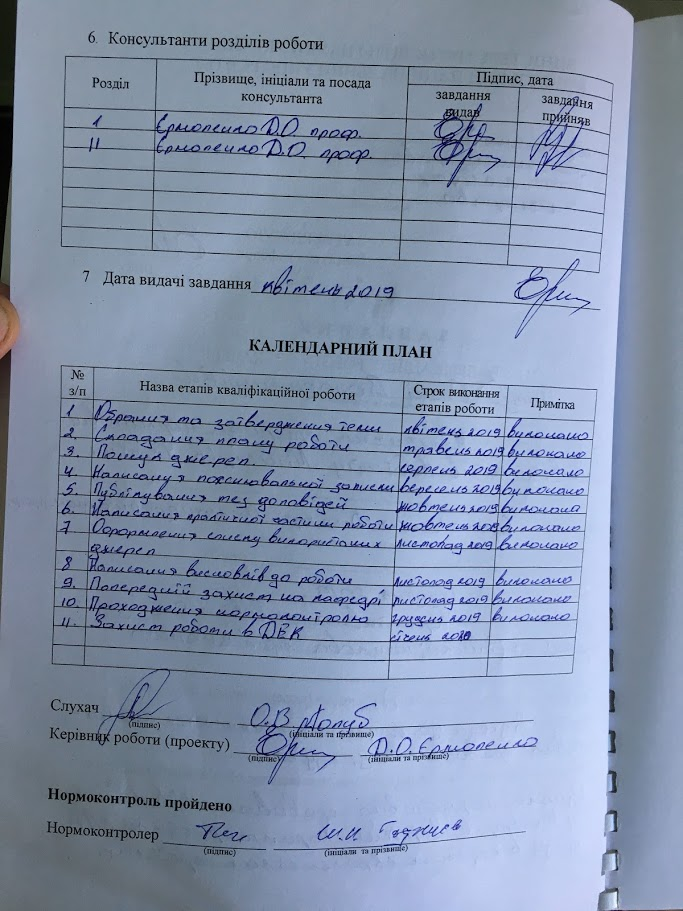 6. Консультанти розділів роботи
Розділ
Прізвище, ініціали та посада консультанта
Підпис, дата
завдання видав
завдання прийняв
I Єрмоленко Д.О. проф.
II Єрмоленко Д.О. проф.
7 Дата видачі завдання квітень 2019
КАЛЕНДАРНИЙ ПЛАН
№ з/п
Назва етапів кваліфікаційної роботи
Строк виконання етапів роботи
Примітка
1 Обрання та затвердження теми квітень 2019 виконано
2. Складання плану роботи травень 2019 виконано
3. Пошук джерел. серпень 2019 виконано
4. Написання пояснювальної записки вересень 2019 виконано
5. Публікування тез доповідей жовтень 2019 виконано
6. Написання практичної частини роботи жовтень 2019 виконано
7 Оформлення списку використаних листопад 2019 виконано
джерел
8 Написання висновків до роботи листопад 2019 виконано
9. Попередній захист на кафедрі листопад 2019 виконано
10. Проходження нормоконтролю грудень 2019 виконано
11. Захист роботи в ДЕК січень 2020
Слухач О.В. Голуб
(підпис) (ініціали та прізвище)
Керівник роботи (проекту) Д.О. Єрмоленко
(підпис) (ініціали та прізвище)
Нормоконтроль пройдено
Нормоконтролер
(підпис) (ініціали та прізвище)